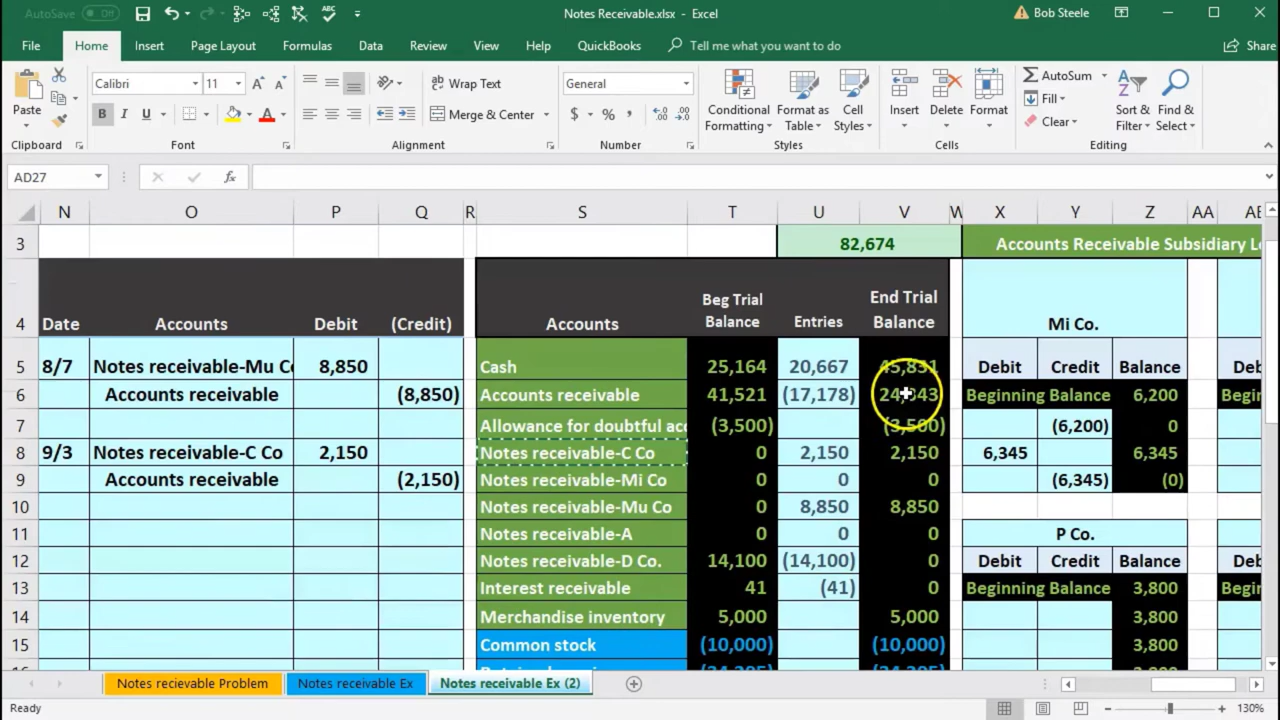 AutoSave Off Notes Receivable.xlsx - Excel Bob Steele
File Home Insert Page Layout Formulas Data Review View Help QuickBooks Tell me what you want to do Share
Paste Calibri 11 Wrap Text General Conditional Format as Cell Insert Delete Format AutoSum Sort & Find &
B I U A Merge & Center $ % Formatting Table Styles Fill Clear Filter Select
Clipboard Font Alignment Number Styles Cells Editing
AD27 fx
N O P Q R S T U V W X Y Z AA AE
3 82,674 Accounts Receivable Subsidiary
4 Date Accounts Debit (Credit) Accounts Beg Trial Balance Entries End Trial Balance Mi Co.
5 8/7 Notes receivable-Mu Co 8,850 Cash 25,164 20,667 45,831 Debit Credit Balance
6 Accounts receivable (8,850) Accounts receivable 41,521 (17,178) 24,343 Beginning Balance 6,200 Beg
7 Allowance for doubtful acc (3,500) (3,500) (6,200) 0
8 9/3 Notes receivable-C Co 2,150 Notes receivable-C Co 0 2,150 2,150 6,345 6,345
9 Accounts receivable (2,150) Notes receivable-Mi Co 0 0 0 (6,345) (0)
10 Notes receivable-Mu Co 0 8,850 8,850
11 Notes receivable-A 0 0 0 P Co.
12 Notes receivable-D Co. 14,100 (14,100) 0 Debit Credit Balance
13 Interest receivable 41 (41) 0 Beginning Balance 3,800 Beg
14 Merchandise inventory 5,000 5,000 3,800
15 Common stock (10,000) (10,000) 3,800
Notes recievable Problem Notes receivable Ex Notes receivable Ex (2)
Ready 130%